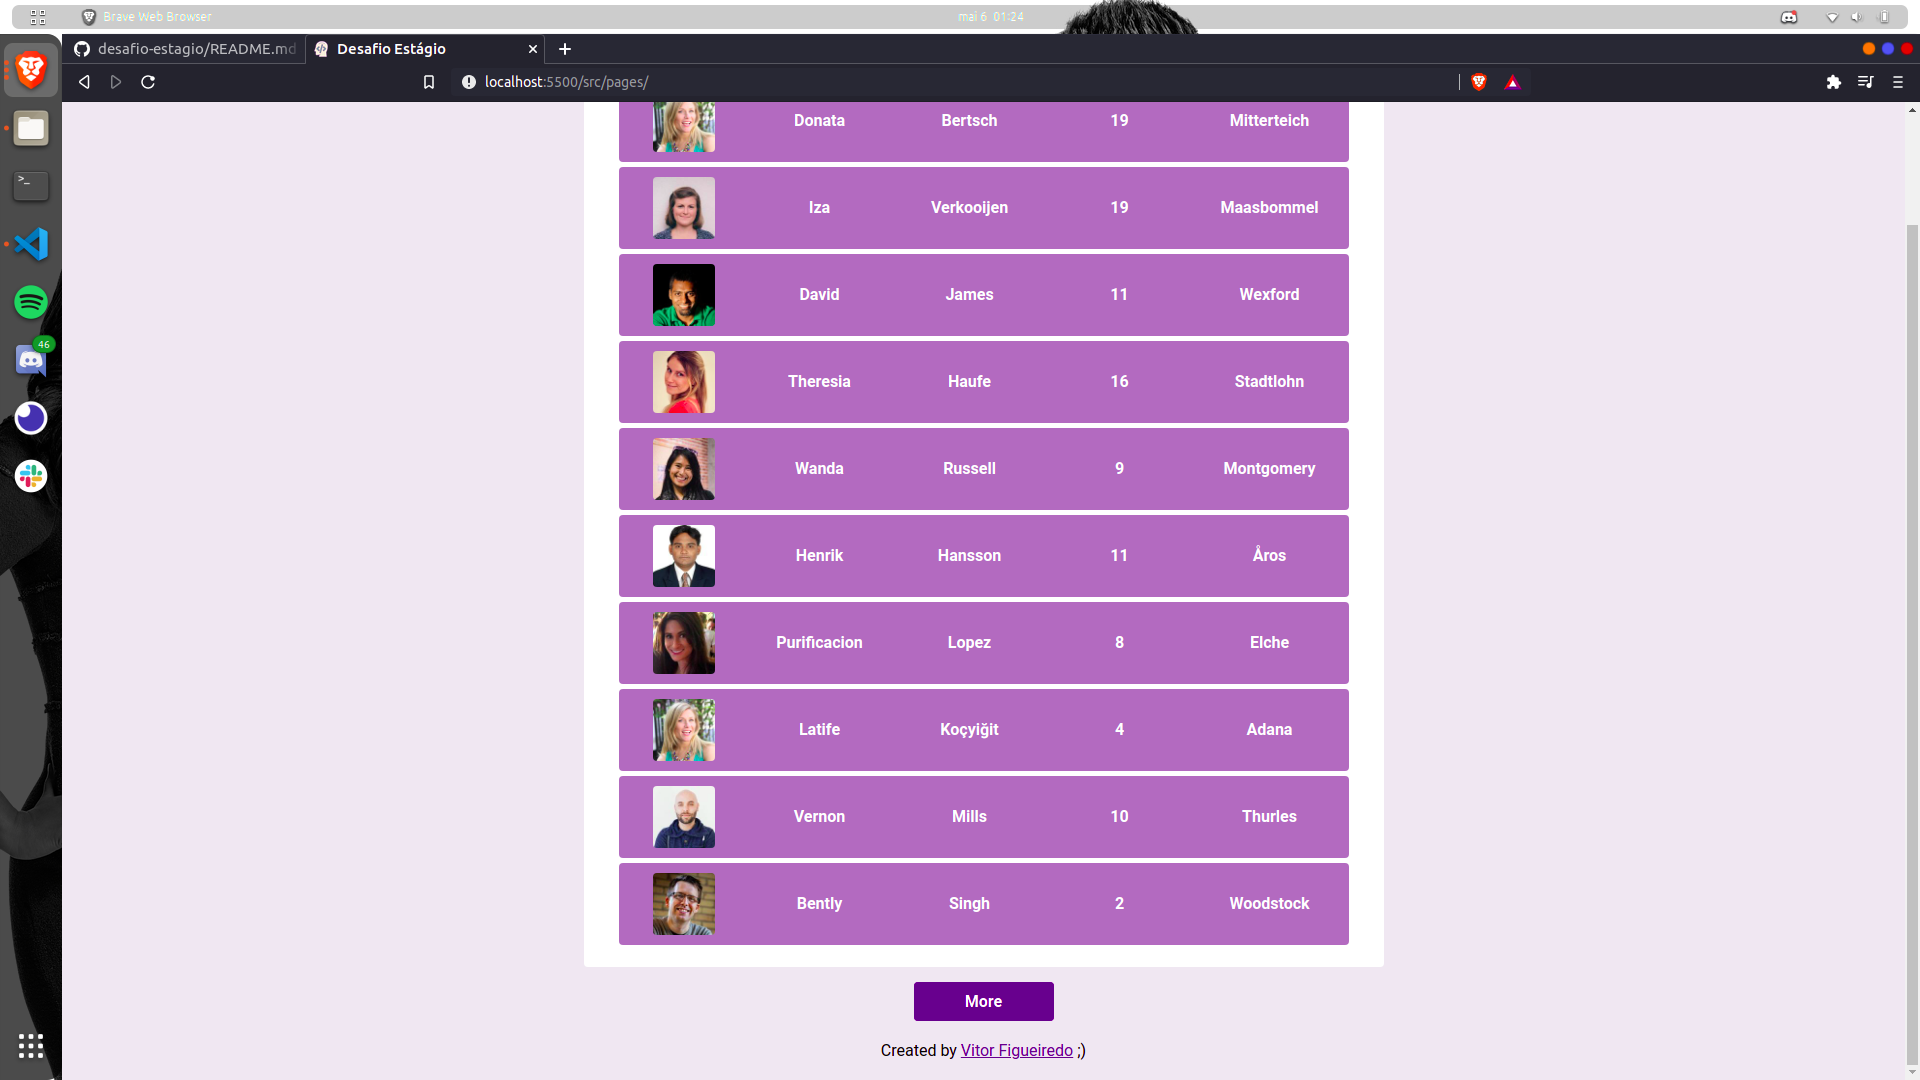 Brave Web Browser
mai 6 01:24
desafio-estagio/README.md
Desafio Estágio
localhost:5500/src/pages/
Donata Bertsch 19 Mitterteich
Iza Verkooijen 19 Maasbommel
David James 11 Wexford
>_
Theresia Haufe 16 Stadtlohn
46
Wanda Russell 9 Montgomery
Henrik Hansson 11 Åros
Purificacion Lopez 8 Elche
Latife Koçyiğit 4 Adana
Vernon Mills 10 Thurles
Bently Singh 2 Woodstock
More
Created by Vitor Figueiredo ;)